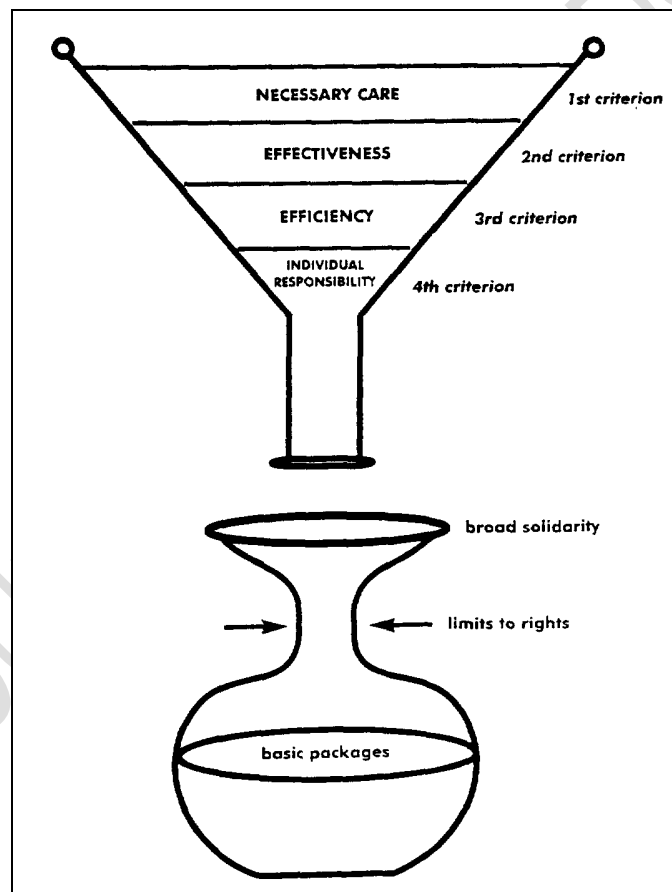 NECESSARY CARE
1st criterion
EFFECTIVENESS
2nd criterion
EFFICIENCY
3rd criterion
INDIVIDUAL
RESPONSIBILITY
4th criterion
broad solidarity
limits to rights
basic packages